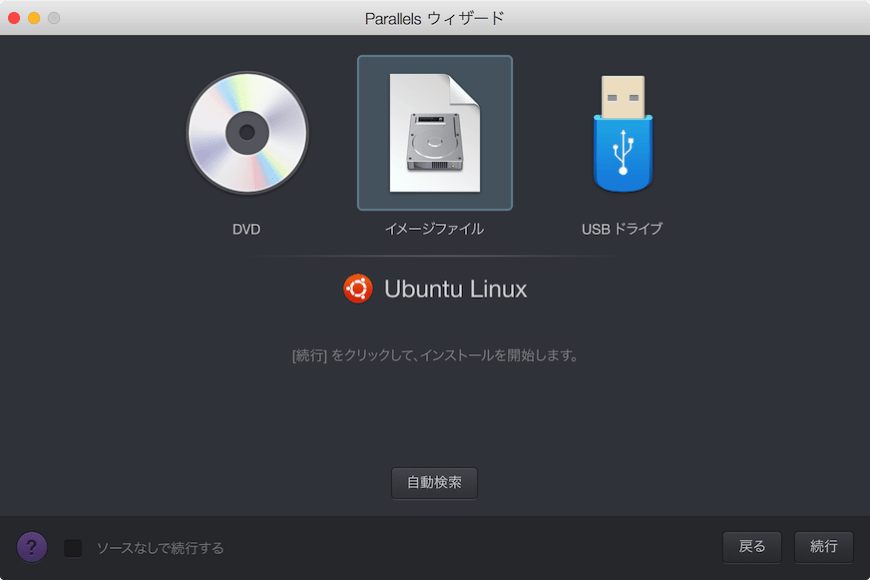 Parallels ウィザード
DVD
イメージファイル
USB ドライブ
Ubuntu Linux
[続行] をクリックして、インストールを開始します。
自動検索
?
ソースなしで続行する
戻る
続行